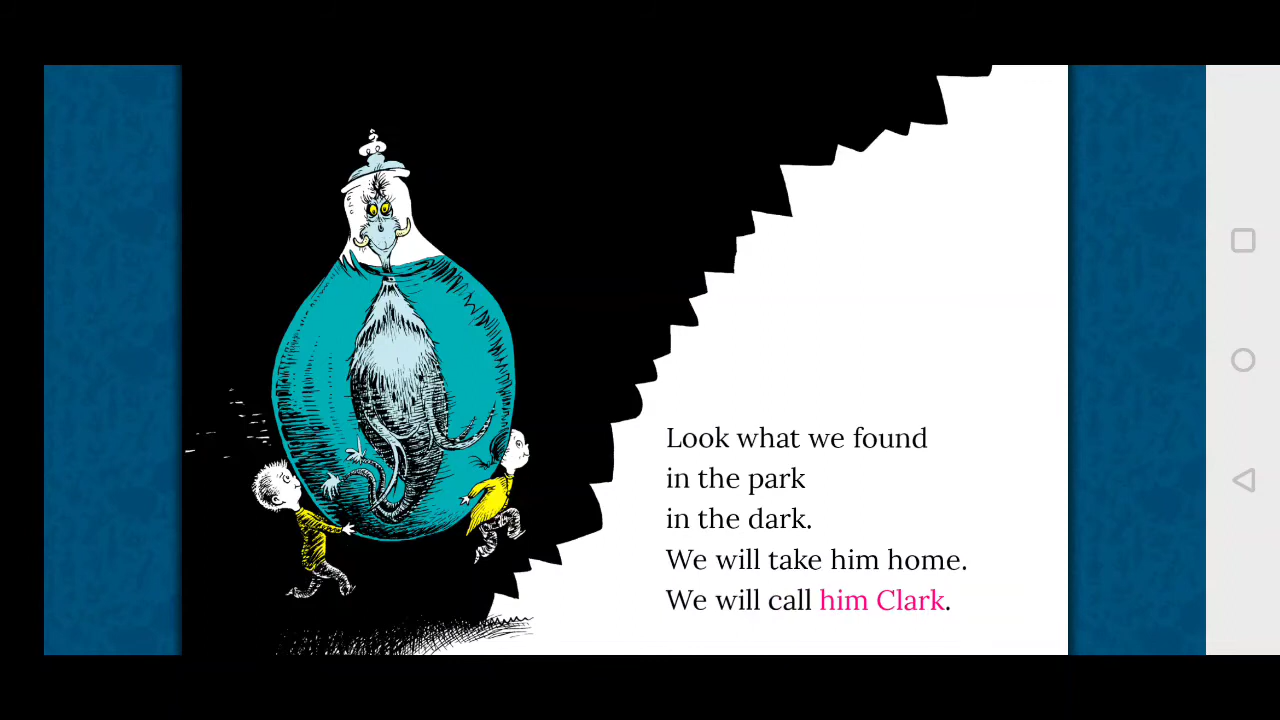 Look what we found
in the park
in the dark.
We will take him home.
We will call him Clark.